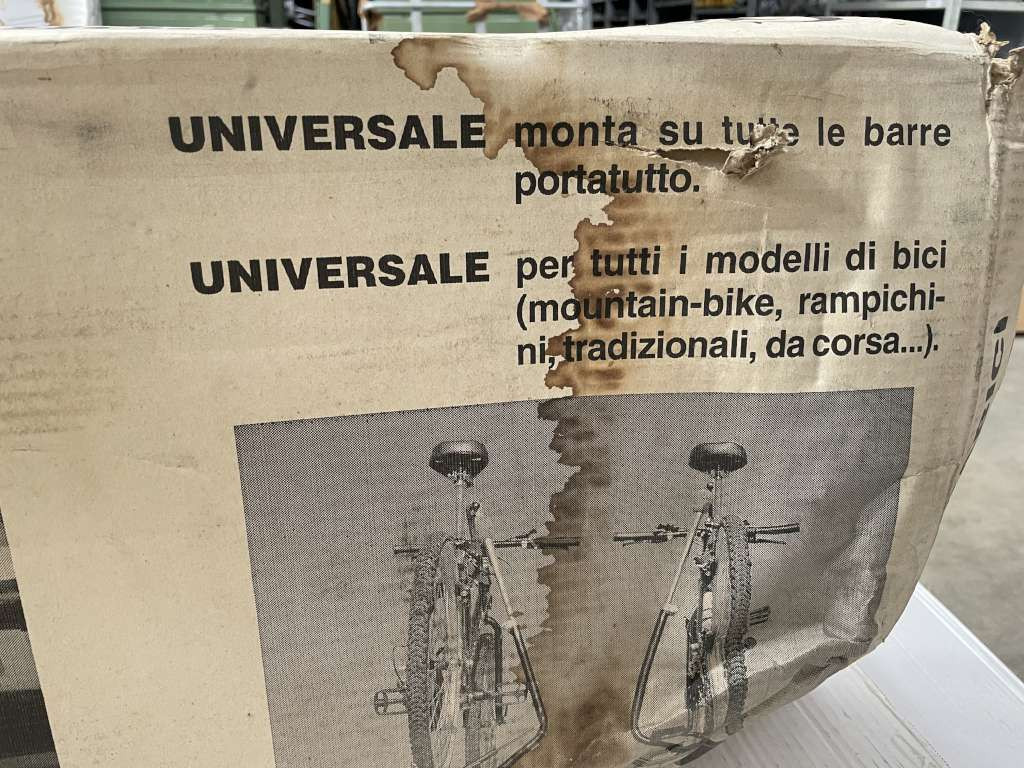 UNIVERSALE monta su tutte le barre
portatutto.
UNIVERSALE per tutti i modelli di bici
(mountain-bike, rampichi-
ni, tradizionali, da corsa...).